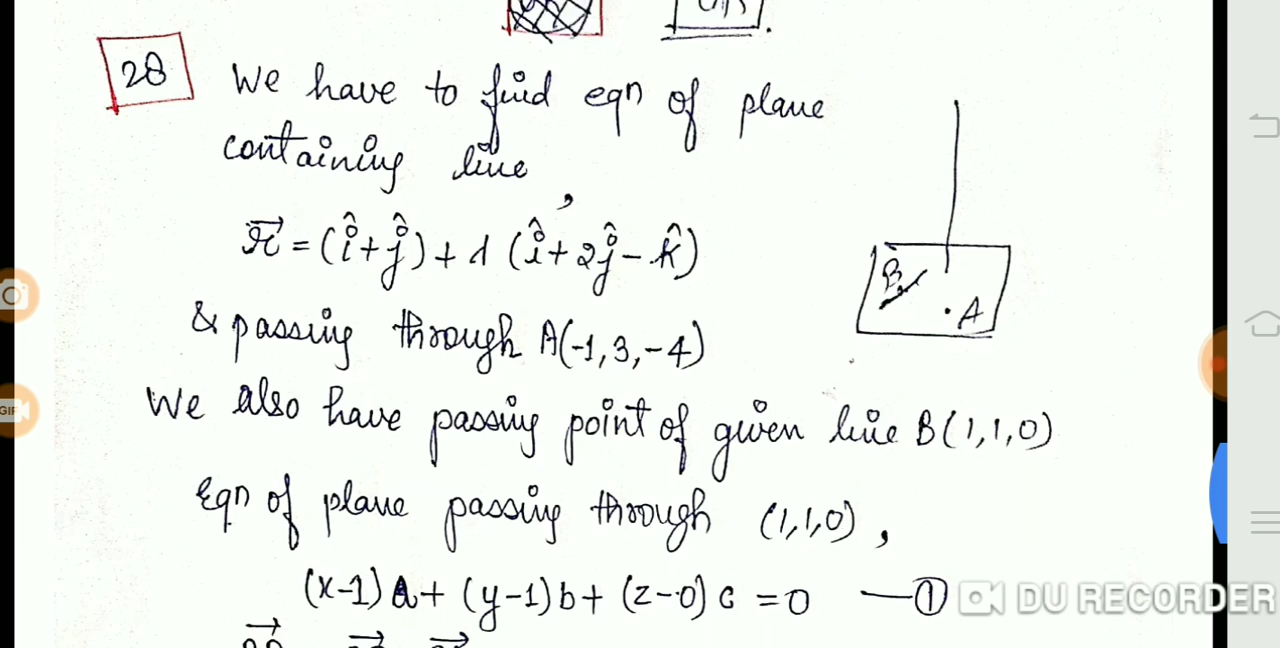 28 We have to find eqn of plane
containing line,
r⃗ = (î+ĵ) + λ (î+2ĵ-k̂)
& passing through A(-1,3,-4)
We also have passing point of given line B(1,1,0)
Eqn of plane passing through (1,1,0),
(x-1)a+ (y-1)b+ (z-0)c =0 —①
B
A
GIF
DU RECORDER